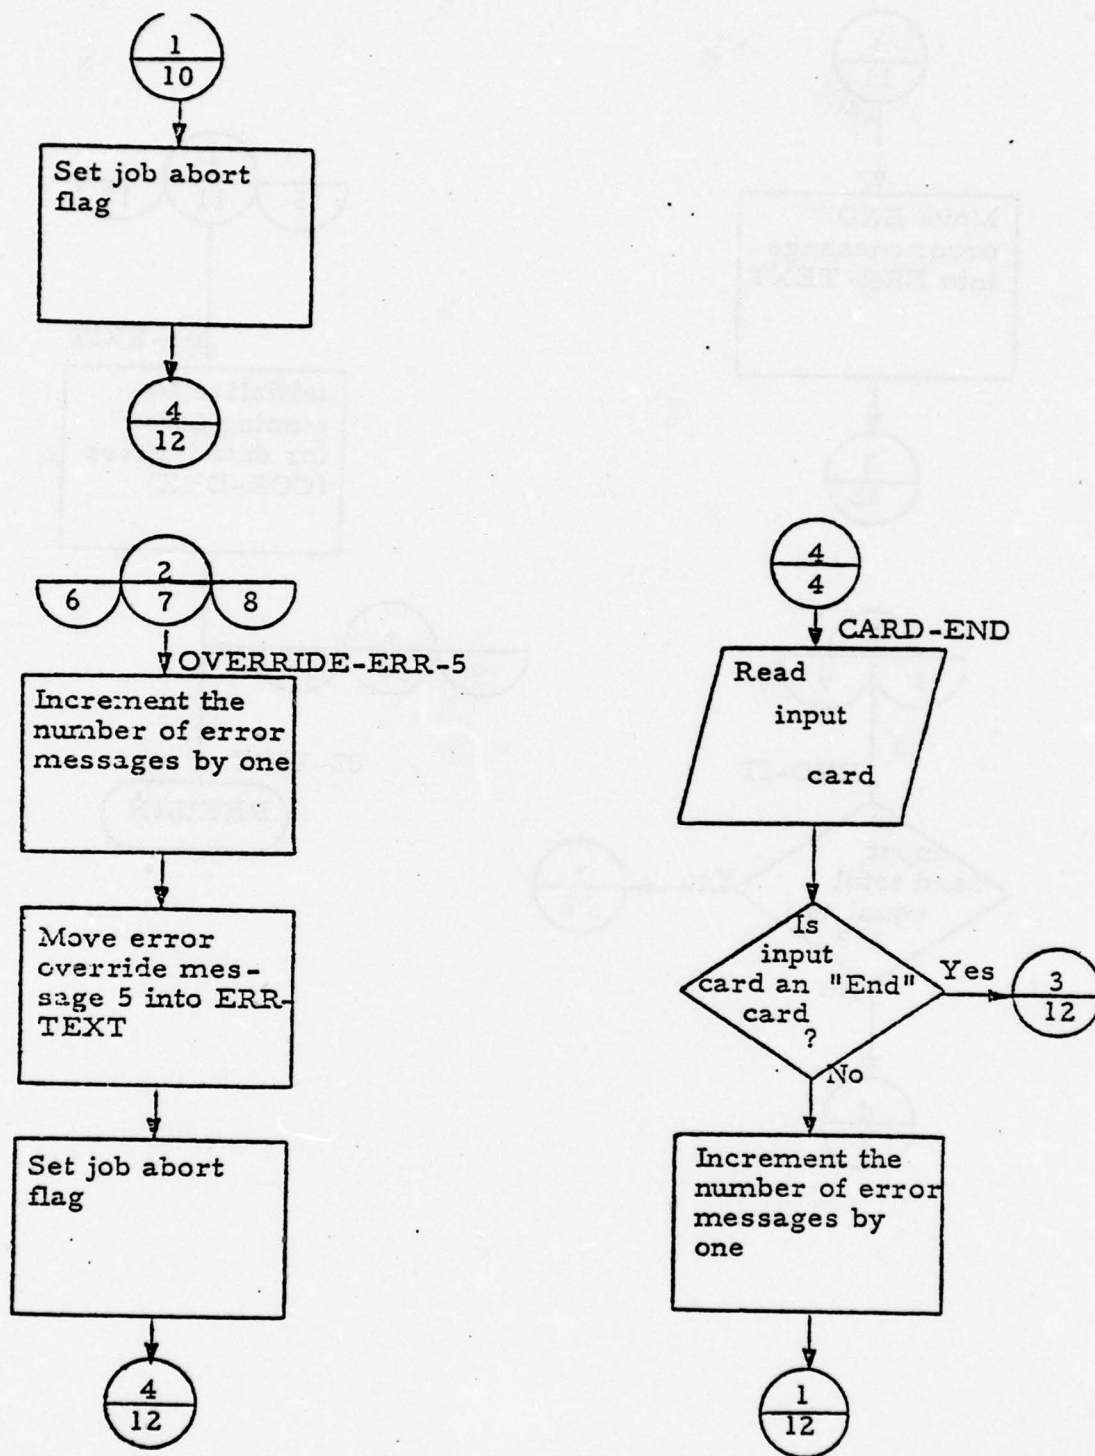 1
10
Set job abort
flag
4
12
2
6 7 8
OVERRIDE-ERR-5
Increment the
number of error
messages by one
Move error
override mes-
sage 5 into ERR-
TEXT
Set job abort
flag
4
12
4
4
CARD-END
Read
input
card
Is
input
card an "End"
card
?
Yes
3
12
No
Increment the
number of error
messages by
one
1
12